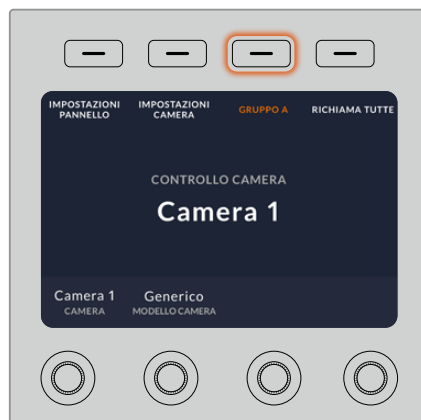 IMPOSTAZIONI PANNELLO
IMPOSTAZIONI CAMERA
GRUPPO A
RICHIAMA TUTTE
CONTROLLO CAMERA
Camera 1
Camera 1
CAMERA
Generico
MODELLO CAMERA